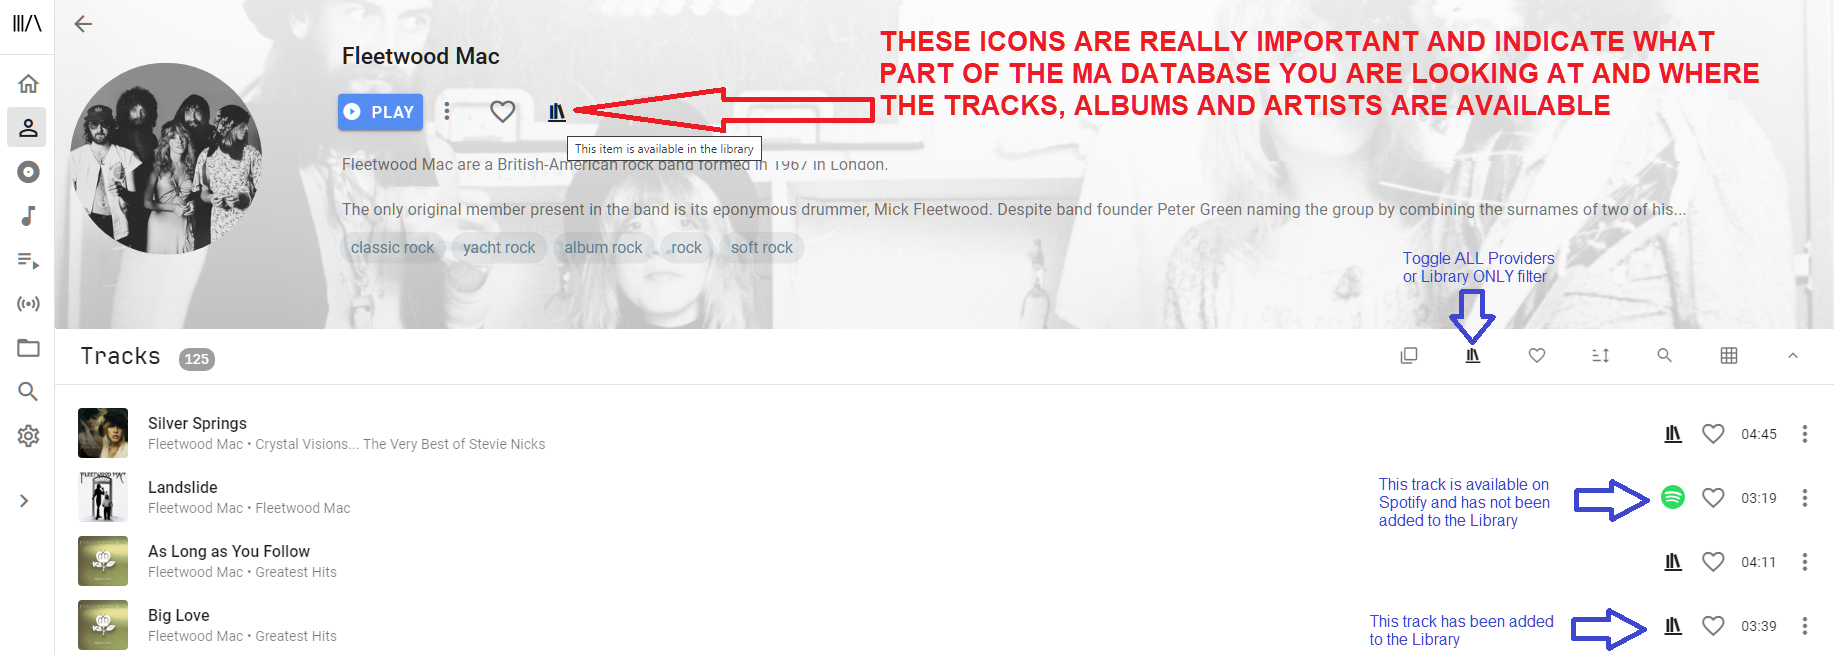 Fleetwood Mac
THESE ICONS ARE REALLY IMPORTANT AND INDICATE WHAT
PART OF THE MA DATABASE YOU ARE LOOKING AT AND WHERE
THE TRACKS, ALBUMS AND ARTISTS ARE AVAILABLE
PLAY
This item is available in the library
Fleetwood Mac are a British-American rock band formed in 1967 in London.
The only original member present in the band is its eponymous drummer, Mick Fleetwood. Despite band founder Peter Green naming the group by combining the surnames of two of his...
classic rock yacht rock album rock rock soft rock
Toggle ALL Providers
or Library ONLY filter
Tracks 125
Silver Springs
Fleetwood Mac • Crystal Visions... The Very Best of Stevie Nicks
04:45
Landslide
Fleetwood Mac • Fleetwood Mac
This track is available on
Spotify and has not been
added to the Library
03:19
As Long as You Follow
Fleetwood Mac • Greatest Hits
04:11
Big Love
Fleetwood Mac • Greatest Hits
This track has been added
to the Library
03:39